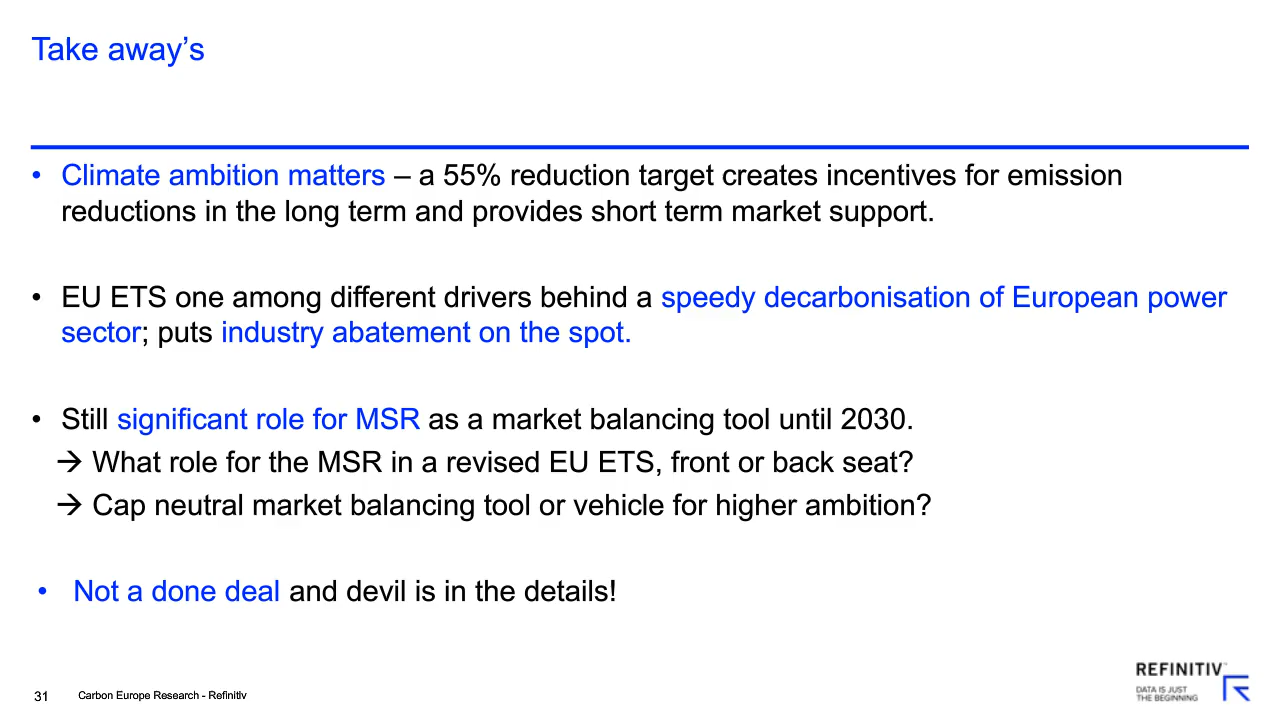 Take away’s
• Climate ambition matters – a 55% reduction target creates incentives for emission
reductions in the long term and provides short term market support.
• EU ETS one among different drivers behind a speedy decarbonisation of European power
sector; puts industry abatement on the spot.
• Still significant role for MSR as a market balancing tool until 2030.
→ What role for the MSR in a revised EU ETS, front or back seat?
→ Cap neutral market balancing tool or vehicle for higher ambition?
• Not a done deal and devil is in the details!
31 Carbon Europe Research - Refinitiv
REFINITIV™
DATA IS JUST
THE BEGINNING